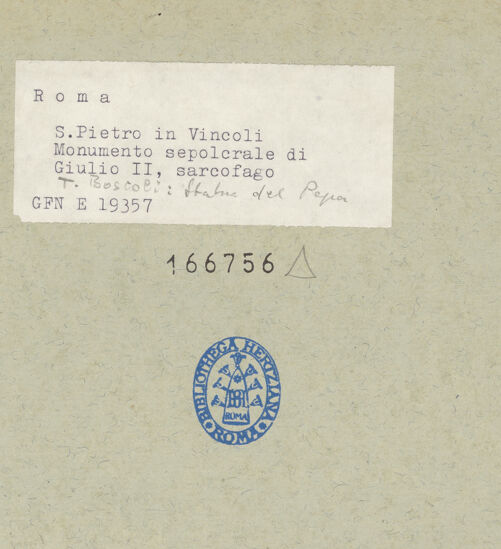 Roma
S.Pietro in Vincoli
Monumento sepolcrale di
Giulio II, sarcofago
T. Boscoli: Statue del Papa
GFN E 19357
166756
BIBLIOTHECA HERTZIANA
ROMA
ROMA